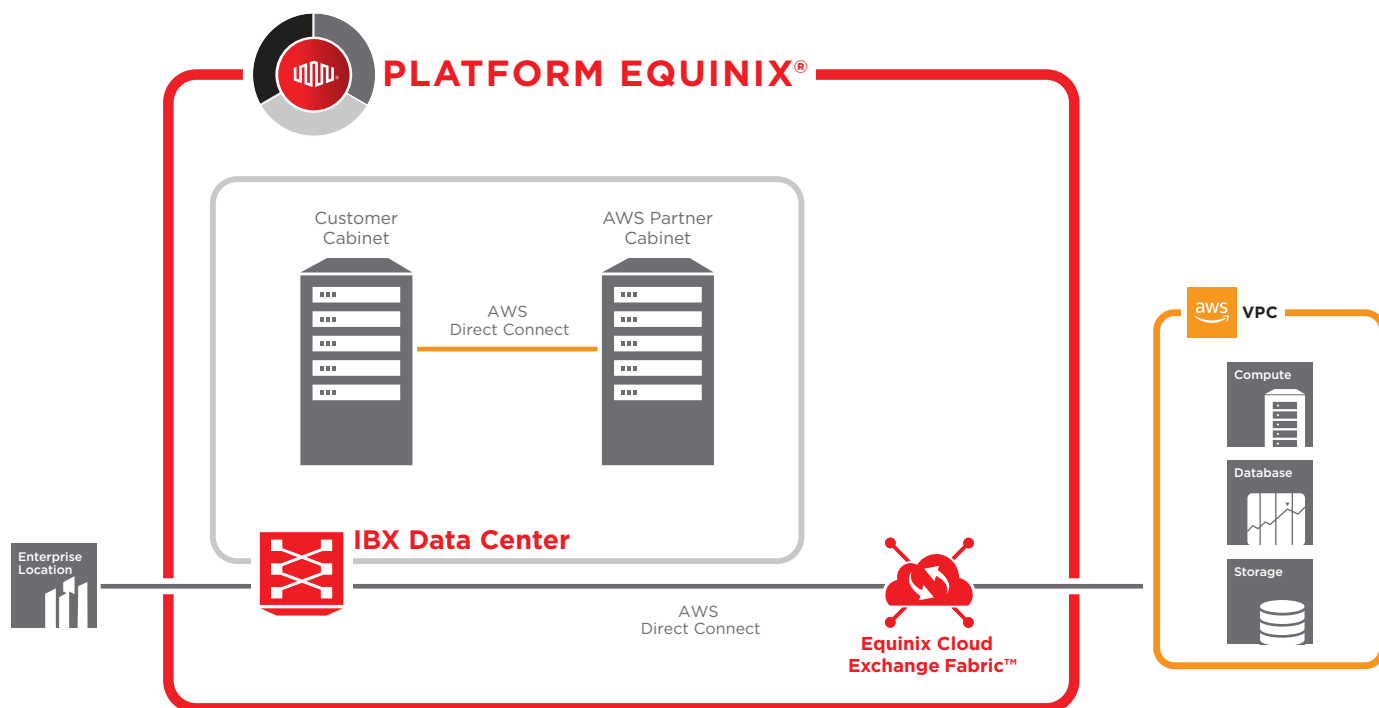 PLATFORM EQUINIX®
Customer
Cabinet
AWS Partner
Cabinet
AWS
Direct Connect
aws
VPC
Compute
Database
Storage
IBX Data Center
Enterprise
Location
AWS
Direct Connect
Equinix Cloud
Exchange Fabric™